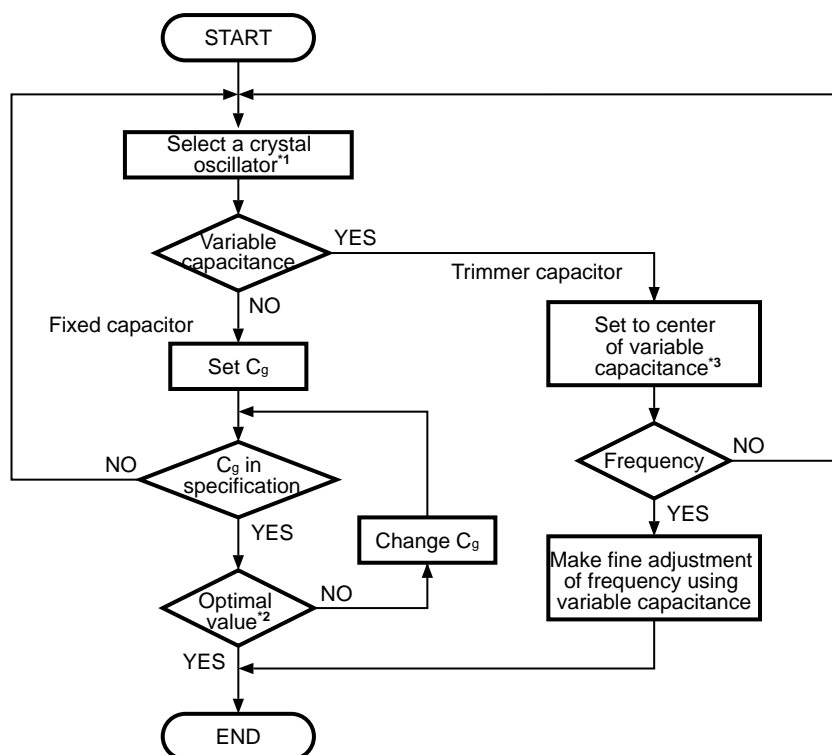 START
Select a crystal
oscillator*1
Variable
capacitance
YES
Trimmer capacitor
NO
Fixed capacitor
Set Cg
Set to center
of variable
capacitance*3
NO
Cg in
specification
YES
Change Cg
Optimal
value*2
NO
YES
Frequency
NO
YES
Make fine adjustment
of frequency using
variable capacitance
END